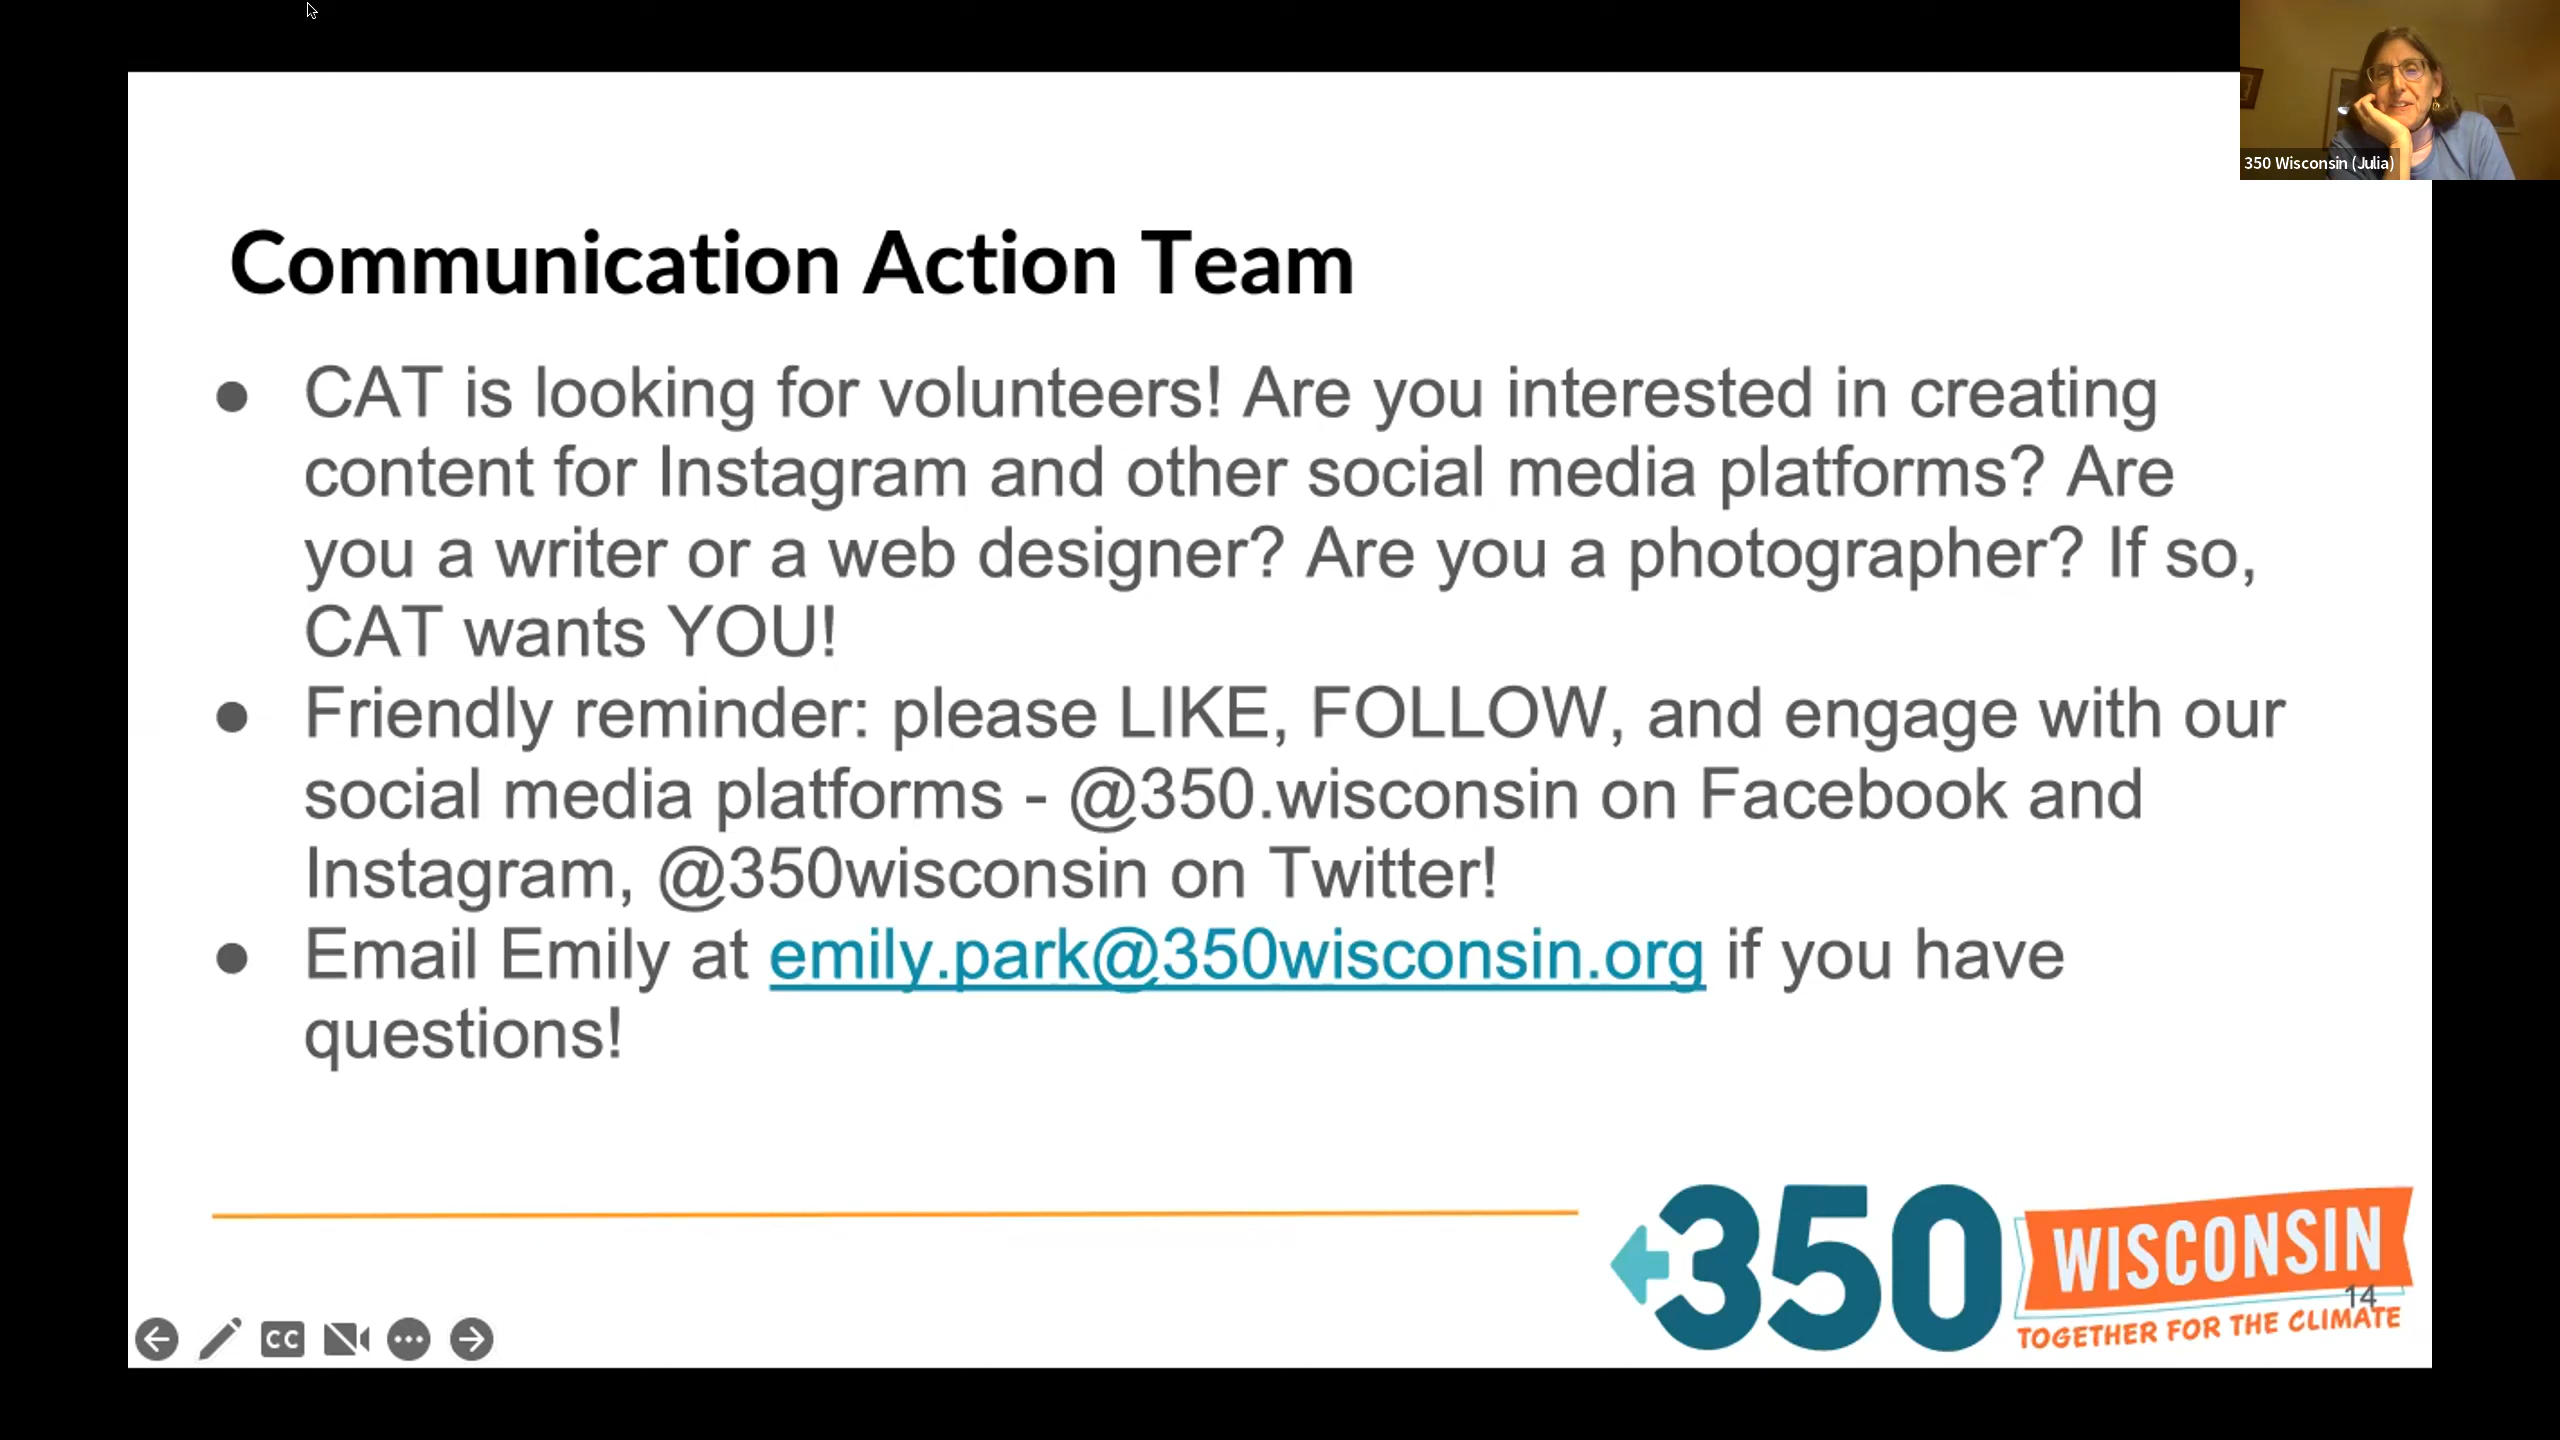 350 Wisconsin (Julia)
Communication Action Team
● CAT is looking for volunteers! Are you interested in creating
content for Instagram and other social media platforms? Are
you a writer or a web designer? Are you a photographer? If so,
CAT wants YOU!
● Friendly reminder: please LIKE, FOLLOW, and engage with our
social media platforms - @350.wisconsin on Facebook and
Instagram, @350wisconsin on Twitter!
● Email Emily at emily.park@350wisconsin.org if you have
questions!
350 WISCONSIN
14
TOGETHER FOR THE CLIMATE
CC